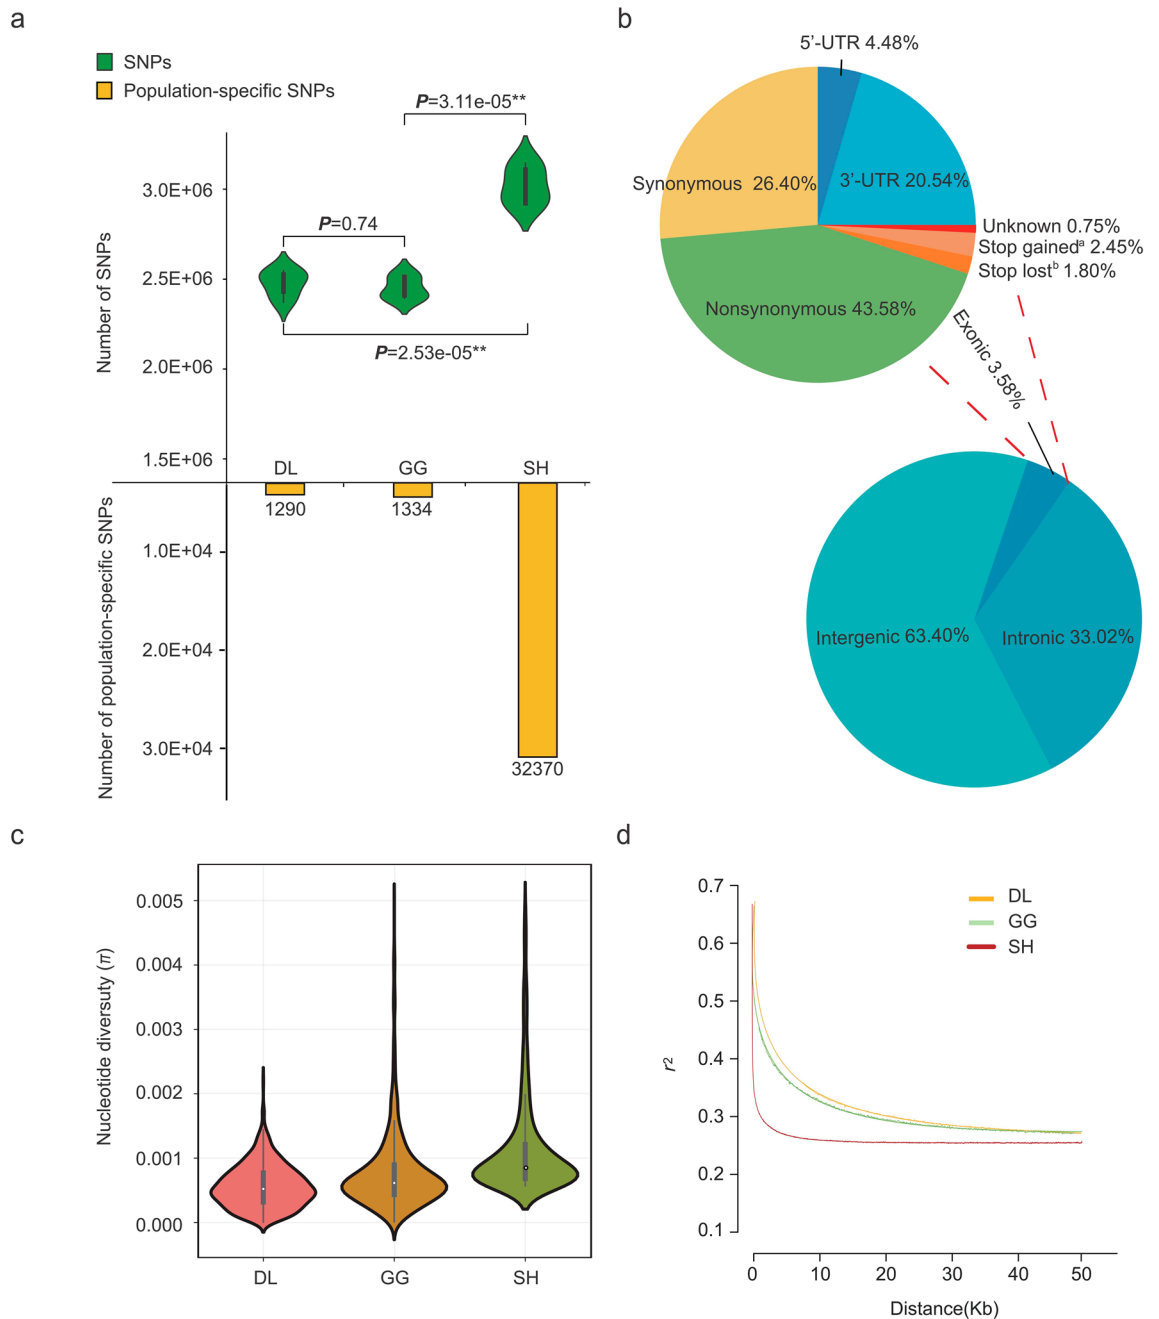 a
SNPs
Population-specific SNPs
P=3.11e-05**
P=0.74
P=2.53e-05**
Number of SNPs
3.0E+06
2.5E+06
2.0E+06
1.5E+06
DL
GG
SH
1290
1334
32370
Number of population-specific SNPs
1.0E+04
2.0E+04
3.0E+04
b
5’-UTR 4.48%
Synonymous 26.40%
3’-UTR 20.54%
Unknown 0.75%
Stop gainedᵃ 2.45%
Stop lostᵇ 1.80%
Nonsynonymous 43.58%
Exonic 3.58%
Intergenic 63.40%
Intronic 33.02%
c
Nucleotide diversuty (π)
0.005
0.004
0.003
0.002
0.001
0.000
DL
GG
SH
d
0.7
0.6
0.5
0.4
0.3
0.2
0.1
r²
DL
GG
SH
0 10 20 30 40 50
Distance(Kb)